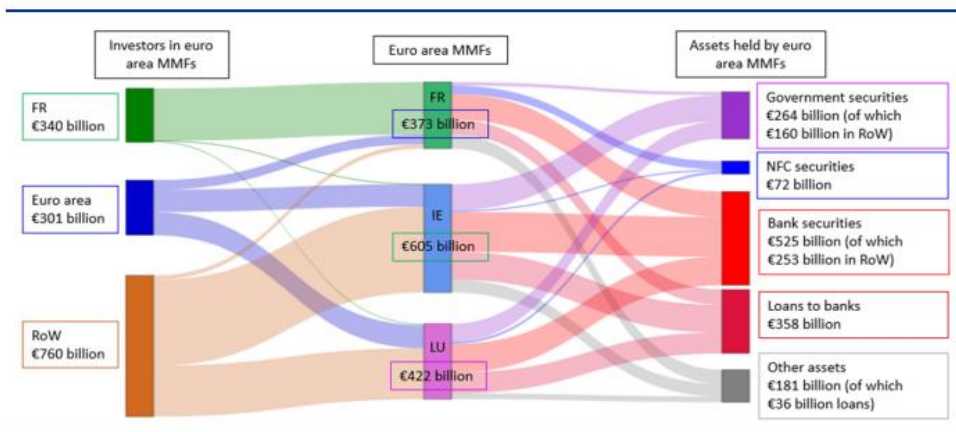 Investors in euro
area MMFs
FR
€340 billion
Euro area
€301 billion
RoW
€760 billion
Euro area MMFs
FR
€373 billion
IE
€605 billion
LU
€422 billion
Assets held by euro
area MMFs
Government securities
€264 billion (of which
€160 billion in RoW)
NFC securities
€72 billion
Bank securities
€525 billion (of which
€253 billion in RoW)
Loans to banks
€358 billion
Other assets
€181 billion (of which
€36 billion loans)